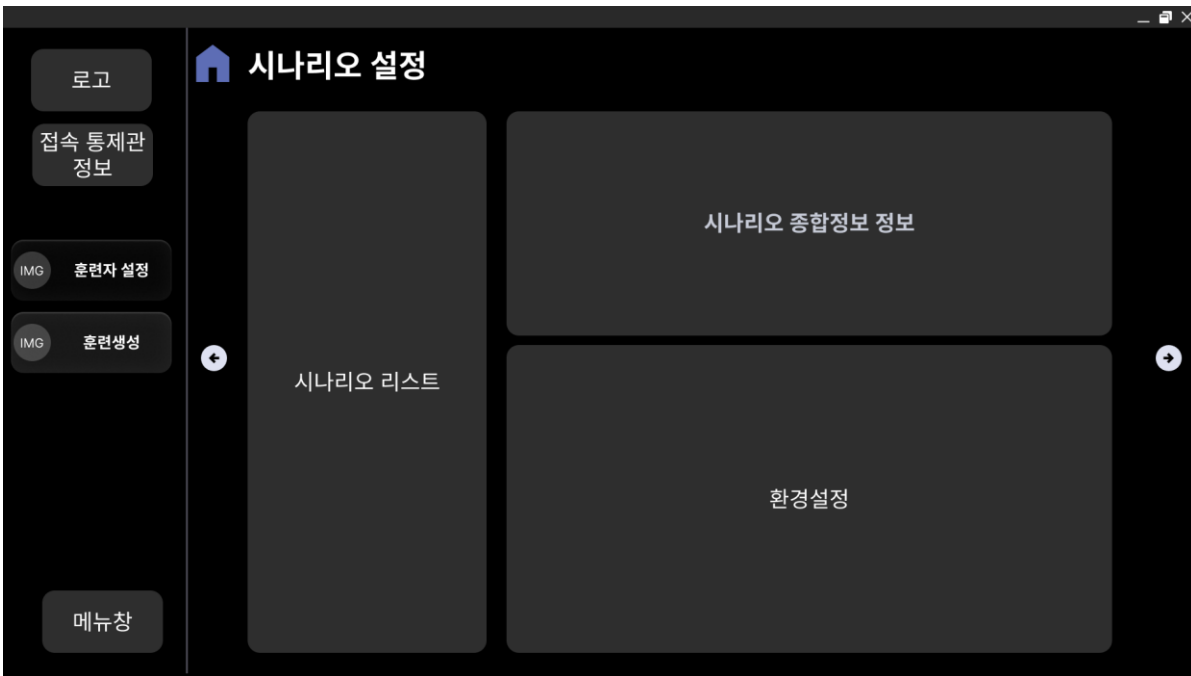 로고
접속 통제관
정보
IMG 훈련자 설정
IMG 훈련생성
메뉴창
시나리오 설정
시나리오 리스트
시나리오 종합정보 정보
환경설정